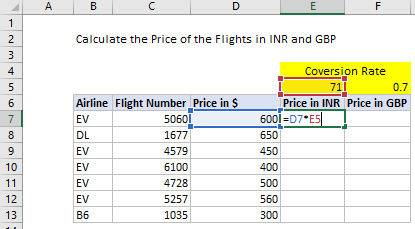 A B C D E F
1
2 Calculate the Price of the Flights in INR and GBP
3
4 Coversion Rate
5 71 0.7
6 Airline Flight Number Price in $ Price in INR Price in GBP
7 EV 5060 600 =D7*E5
8 DL 1677 650
9 EV 4579 450
10 EV 6100 400
11 EV 4728 500
12 EV 5257 560
13 B6 1035 300